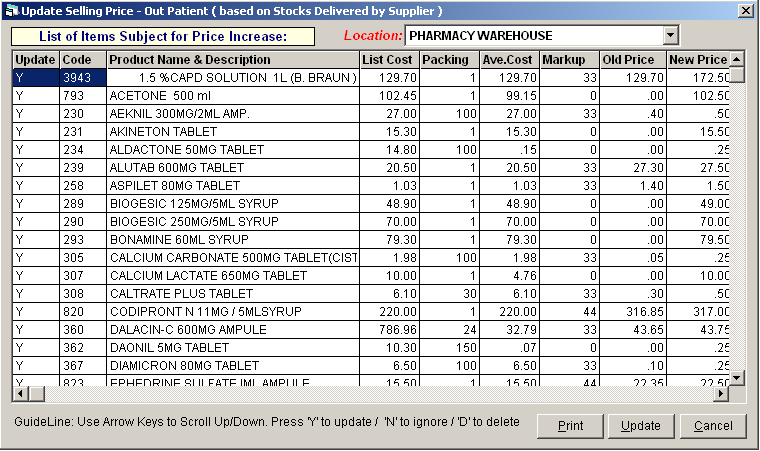 Update Selling Price - Out Patient ( based on Stocks Delivered by Supplier )
List of Items Subject for Price Increase: Location: PHARMACY WAREHOUSE
Update Code Product Name & Description List Cost Packing Ave.Cost Markup Old Price New Price
Y 3943 1.5 %CAPD SOLUTION 1L (B. BRAUN ) 129.70 1 129.70 33 129.70 172.50
Y 793 ACETONE 500 ml 102.45 1 99.15 0 .00 102.50
Y 230 AEKNIL 300MG/2ML AMP. 27.00 100 27.00 33 .40 .50
Y 231 AKINETON TABLET 15.30 1 15.30 0 .00 15.50
Y 234 ALDACTONE 50MG TABLET 14.80 100 .15 0 .00 .25
Y 239 ALUTAB 600MG TABLET 20.50 1 20.50 33 27.30 27.50
Y 258 ASPILET 80MG TABLET 1.03 1 1.03 33 1.40 1.50
Y 289 BIOGESIC 125MG/5ML SYRUP 48.90 1 48.90 0 .00 49.00
Y 290 BIOGESIC 250MG/5ML SYRUP 70.00 1 70.00 0 .00 70.00
Y 293 BONAMINE 60ML SYRUP 79.30 1 79.30 0 .00 79.50
Y 305 CALCIUM CARBONATE 500MG TABLET(CIST 1.98 100 1.98 33 .05 .25
Y 307 CALCIUM LACTATE 650MG TABLET 10.00 1 4.76 0 .00 10.00
Y 308 CALTRATE PLUS TABLET 6.10 30 6.10 33 .30 .50
Y 820 CODIPRONT N 11MG / 5MLSYRUP 220.00 1 220.00 44 316.85 317.00
Y 360 DALACIN-C 600MG AMPULE 786.96 24 32.79 33 43.65 43.75
Y 362 DAONIL 5MG TABLET 10.30 150 .07 0 .00 .25
Y 367 DIAMICRON 80MG TABLET 6.50 100 6.50 33 .10 .25
Y 823 EPHEDRINE SULFATE IML AMPULE 15.50 1 15.50 44 22.35 22.50
GuideLine: Use Arrow Keys to Scroll Up/Down. Press 'Y' to update / 'N' to ignore / 'D' to delete Print Update Cancel